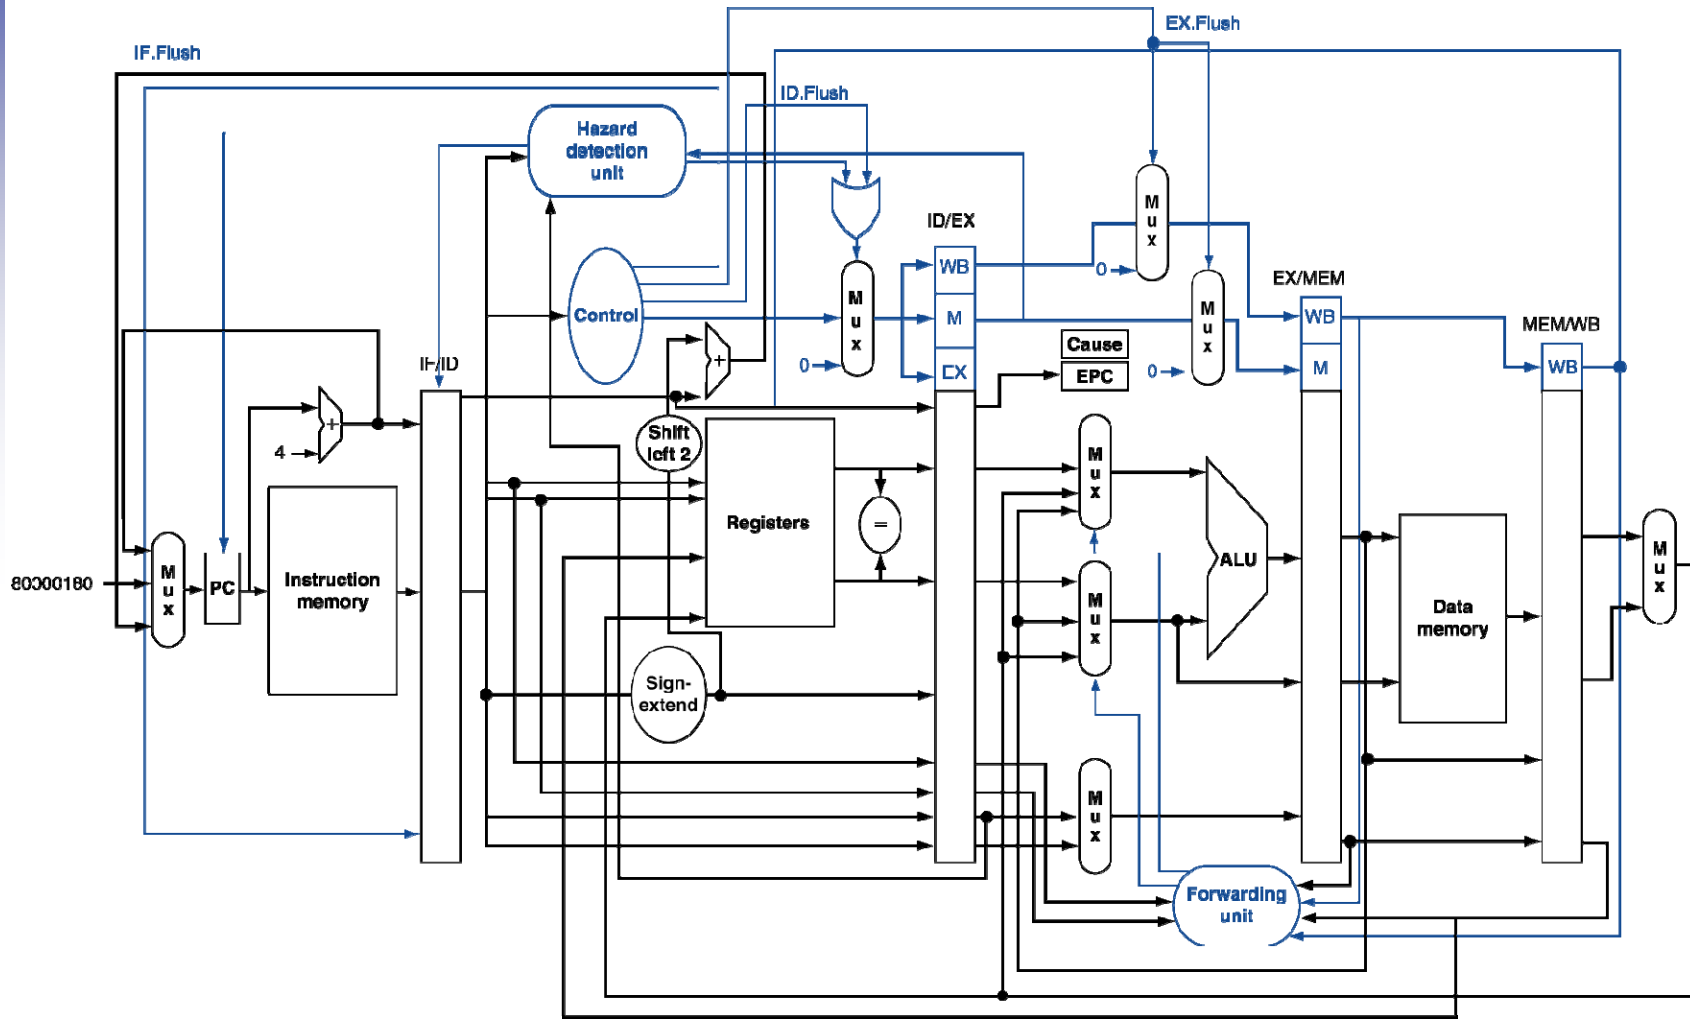 EX.Flush
IF.Flush
ID.Flush
Hazard
detection
unit
ID/EX
M
u
x
WB
0
EX/MEM
Control
M
u
x
M
M
u
x
WB
MEM/WB
Cause
0
EX
EPC
0
M
WB
IF/ID
+
+
4
Shift
left 2
M
u
x
Registers
=
M
u
x
80000180
M
u
x
PC
Instruction
memory
ALU
M
u
x
Data
memory
Sign-
extend
M
u
x
Forwarding
unit